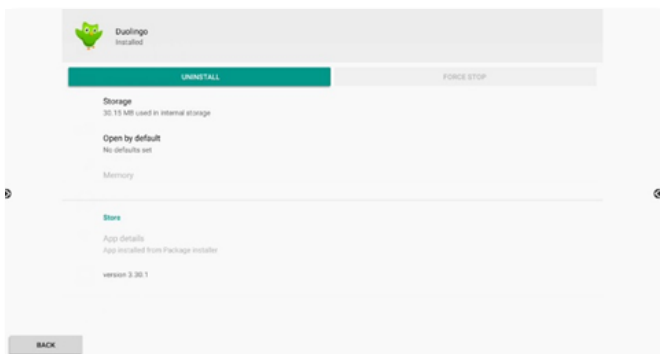 Duolingo
Installed
UNINSTALL
FORCE STOP
Storage
30.15 MB used in internal storage
Open by default
No defaults set
Memory
Store
App details
App installed from Package installer
version 3.30.1
BACK